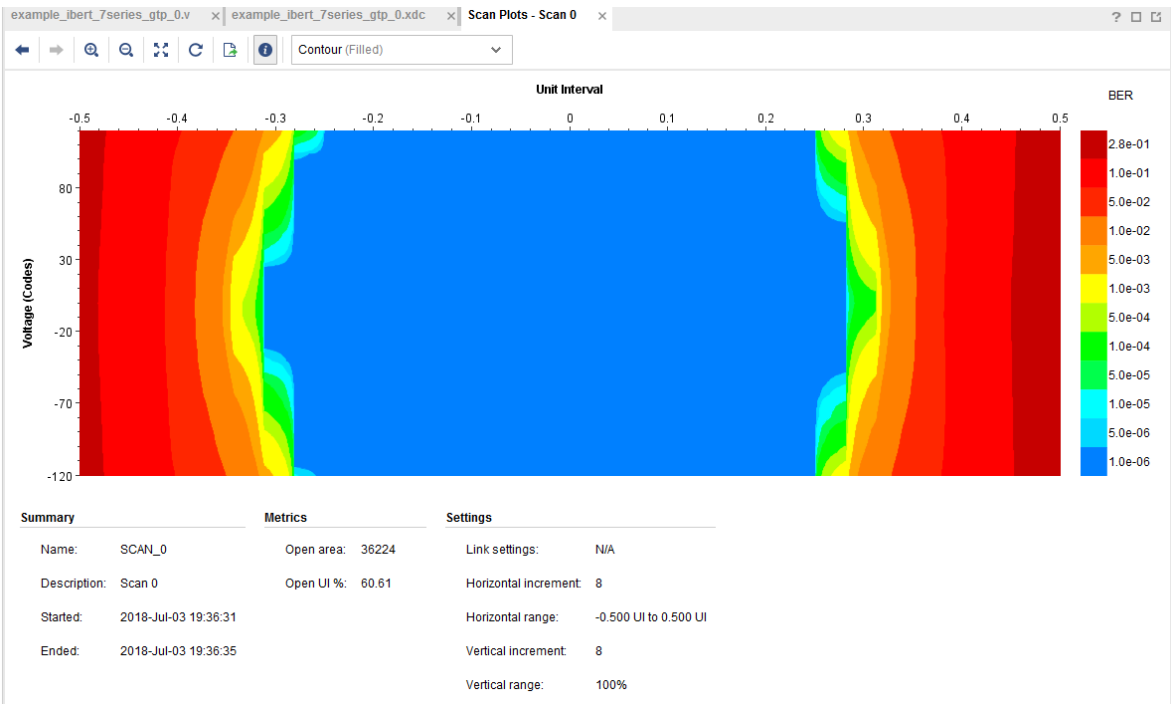 example_ibert_7series_gtp_0.v × example_ibert_7series_gtp_0.xdc × Scan Plots - Scan 0 × ?
Contour (Filled)
Unit Interval
BER
-0.5 -0.4 -0.3 -0.2 -0.1 0 0.1 0.2 0.3 0.4 0.5
Voltage (Codes)
80
30
-20
-70
-120
2.8e-01
1.0e-01
5.0e-02
1.0e-02
5.0e-03
1.0e-03
5.0e-04
1.0e-04
5.0e-05
1.0e-05
5.0e-06
1.0e-06
Summary
Name: SCAN_0
Description: Scan 0
Started: 2018-Jul-03 19:36:31
Ended: 2018-Jul-03 19:36:35
Metrics
Open area: 36224
Open UI %: 60.61
Settings
Link settings: N/A
Horizontal increment: 8
Horizontal range: -0.500 UI to 0.500 UI
Vertical increment: 8
Vertical range: 100%